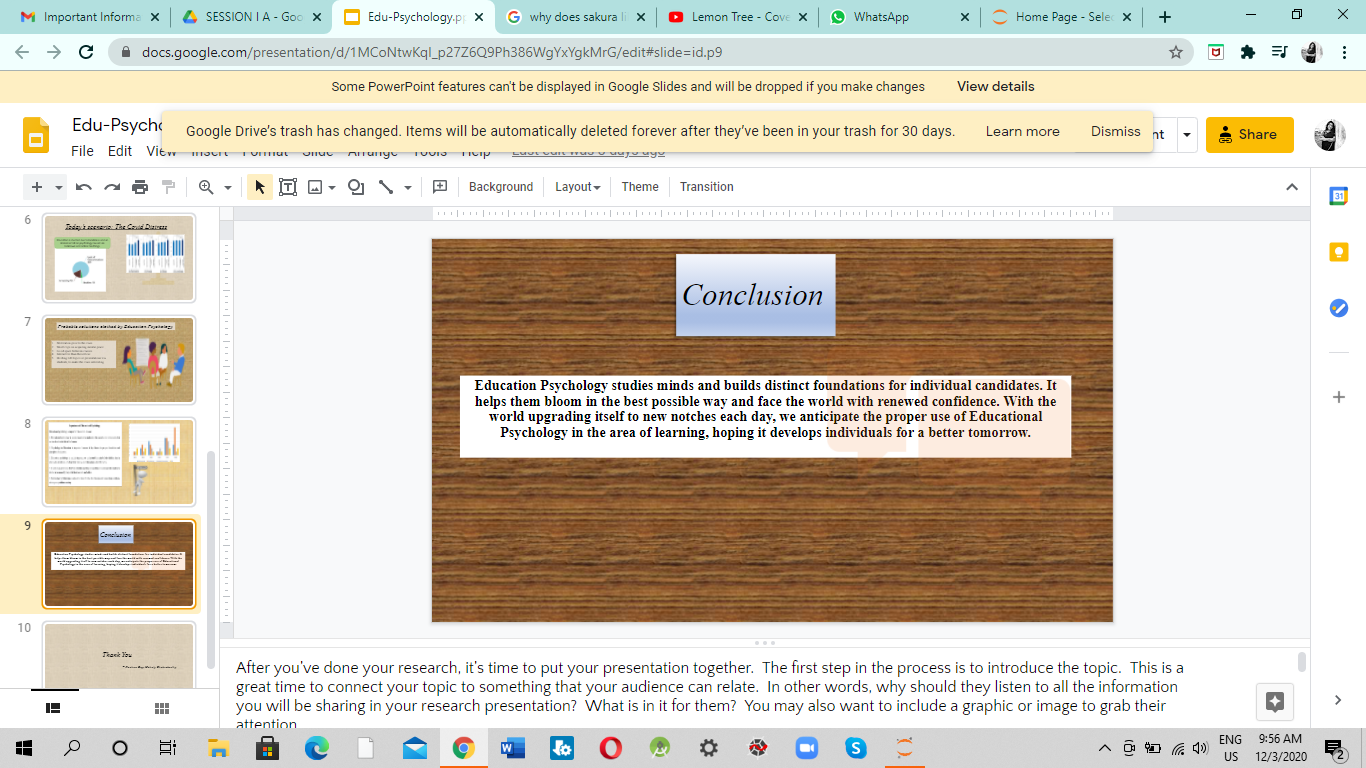 Important Informa
SESSION I A - Goo
Edu-Psychology.pp
why does sakura li
Lemon Tree - Cove
WhatsApp
Home Page - Selec
docs.google.com/presentation/d/1MCoNtwKqI_p27Z6Q9Ph386WgYxYgkMrG/edit#slide=id.p9
Some PowerPoint features can't be displayed in Google Slides and will be dropped if you make changes View details
Edu-Psycho
Google Drive's trash has changed. Items will be automatically deleted forever after they've been in your trash for 30 days. Learn more Dismiss
nt
Share
File Edit View Insert Format Slide Arrange Tools Help Last edit was 3 days ago
Background Layout Theme Transition
31
6
Today's scenario: The Covid Distress
7
8
9
Conclusion
10
Thank You
Conclusion
Education Psychology studies minds and builds distinct foundations for individual candidates. It
helps them bloom in the best possible way and face the world with renewed confidence. With the
world upgrading itself to new notches each day, we anticipate the proper use of Educational
Psychology in the area of learning, hoping it develops individuals for a better tomorrow.
After you've done your research, it's time to put your presentation together. The first step in the process is to introduce the topic. This is a
great time to connect your topic to something that your audience can relate. In other words, why should they listen to all the information
you will be sharing in your research presentation? What is in it for them? You may also want to include a graphic or image to grab their
attention
ENG
US
9:56 AM
12/3/2020
2